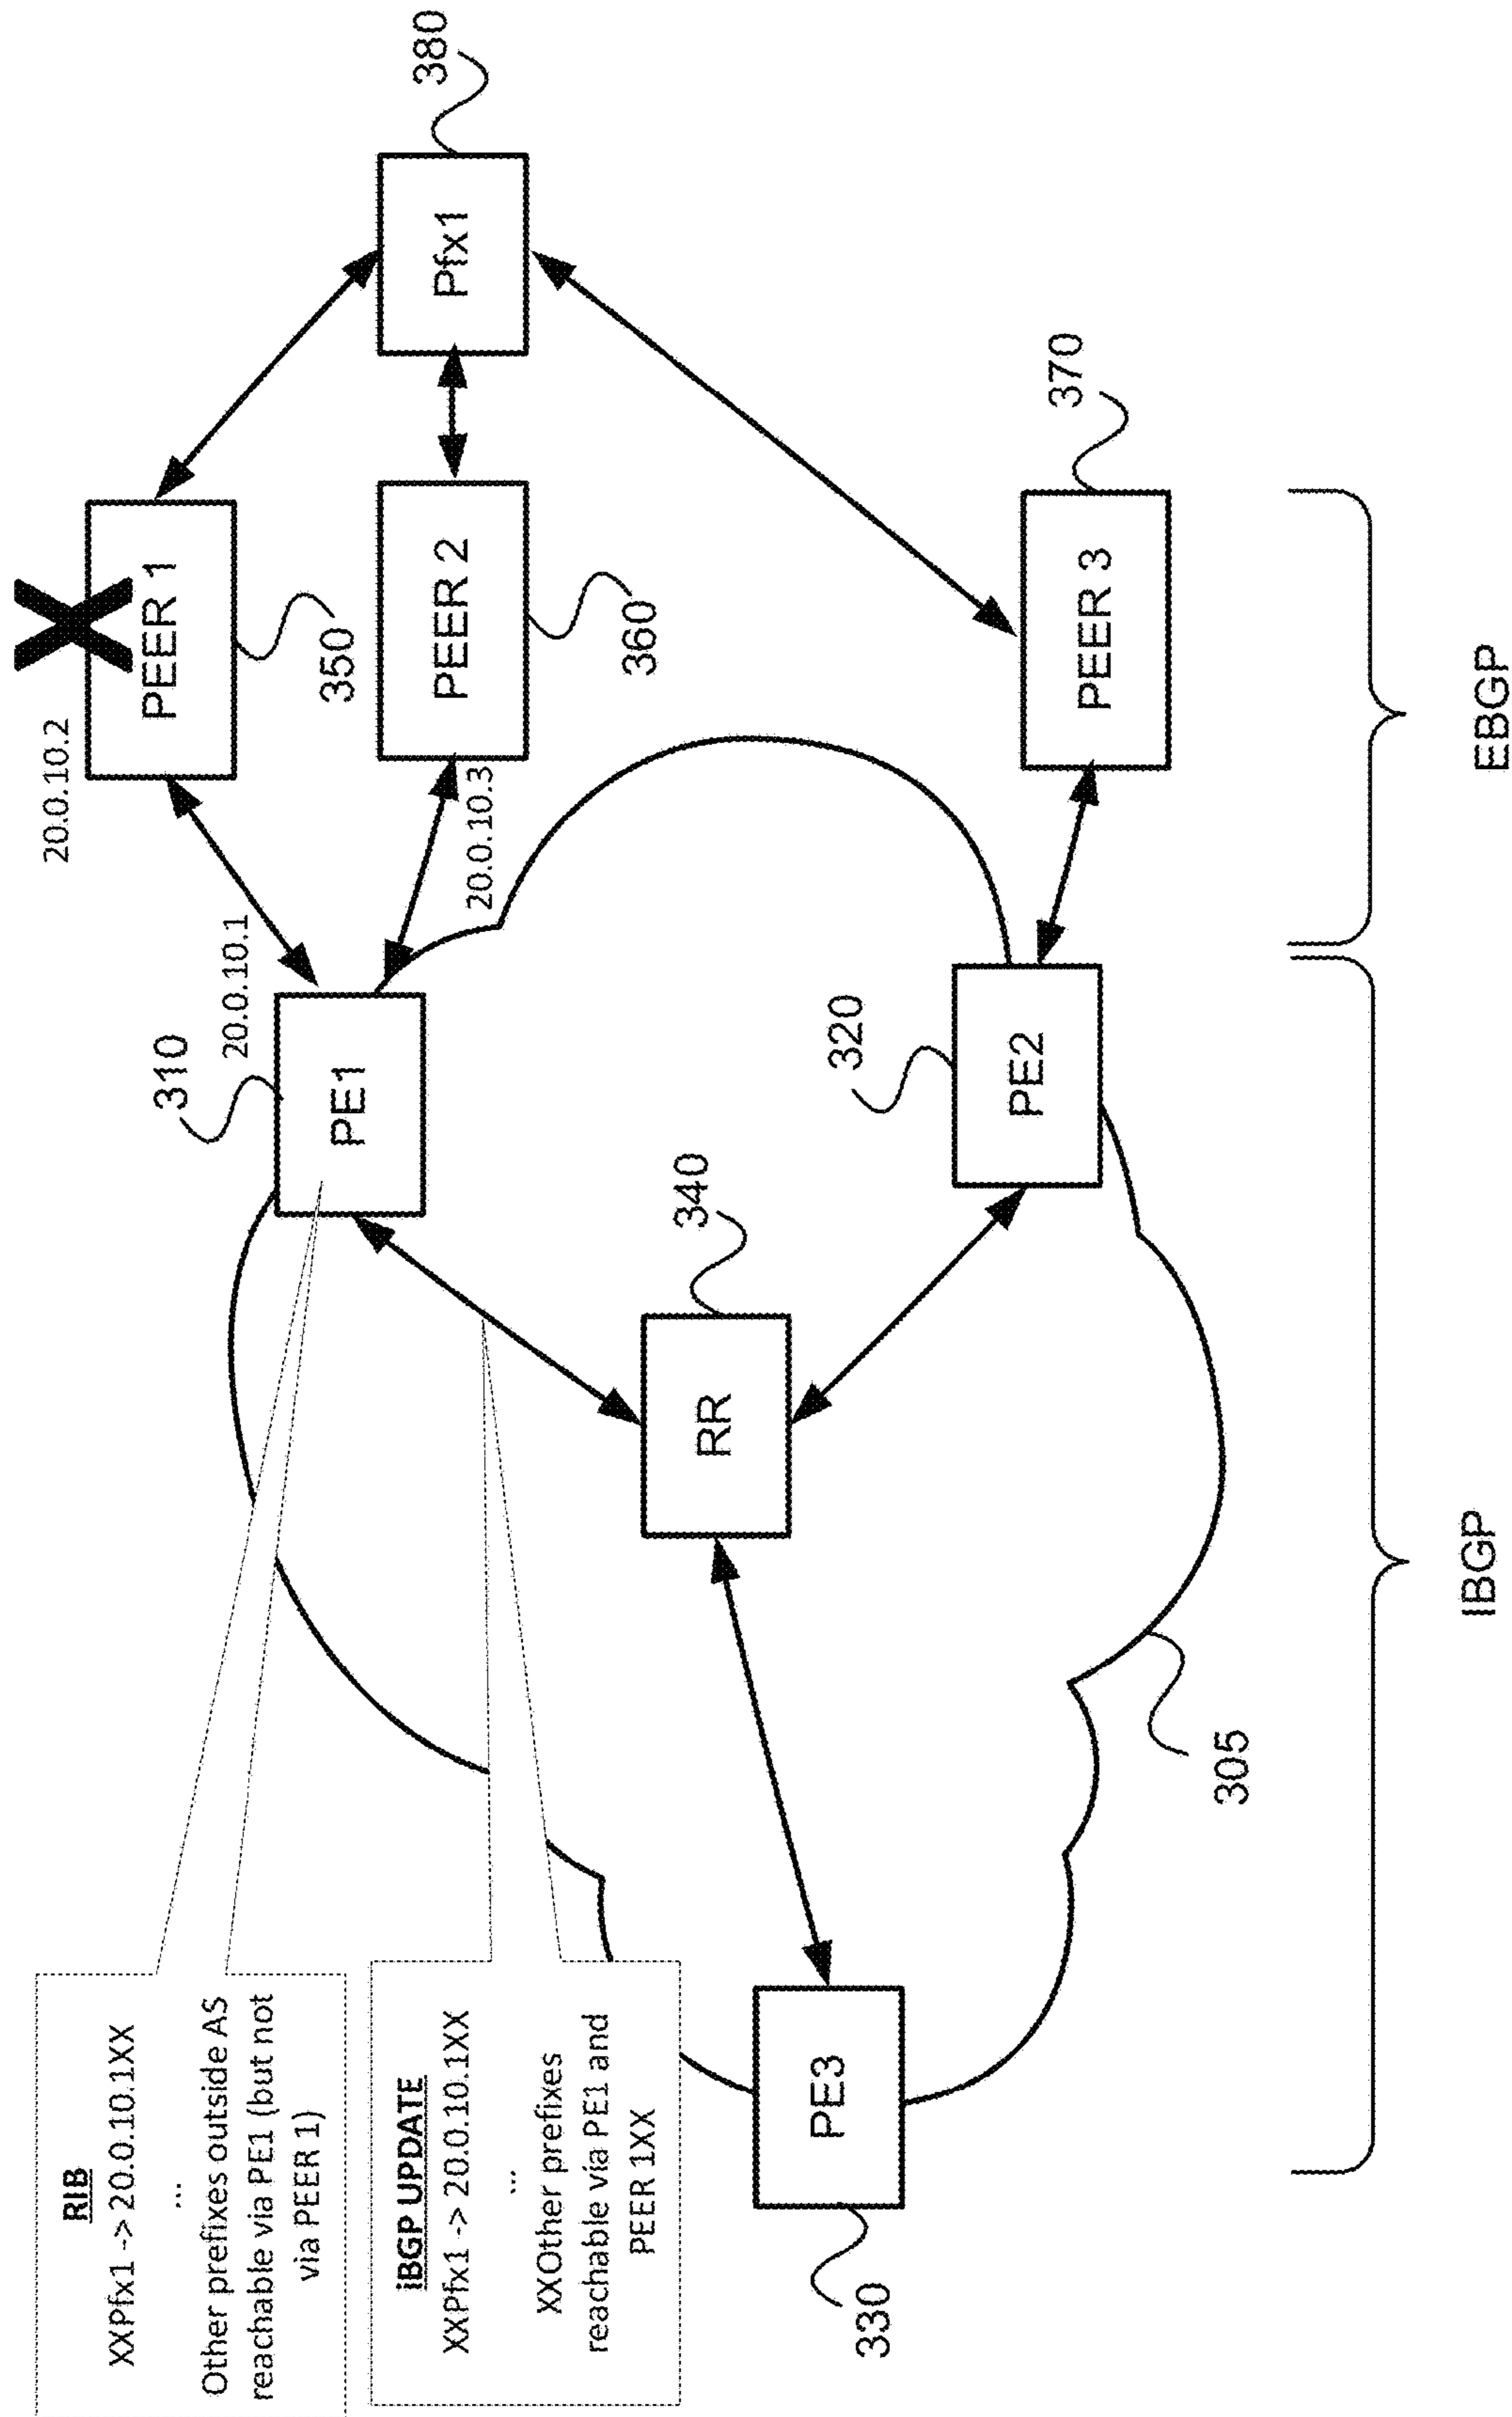 RIB
XXPfx1 -> 20.0.10.1XX
...
Other prefixes outside AS
reachable via PE1 (but not
via PEER 1)
iBGP UPDATE
XXPfx1 -> 20.0.10.1XX
...
XXOther prefixes
reachable via PE1 and
PEER 1XX
310
PE1
20.0.10.1
20.0.10.2
X
PEER 1
350
PEER 2
360
20.0.10.3
Pfx1
380
340
RR
320
PE2
PEER 3
370
PE3
330
305
IBGP
EBGP